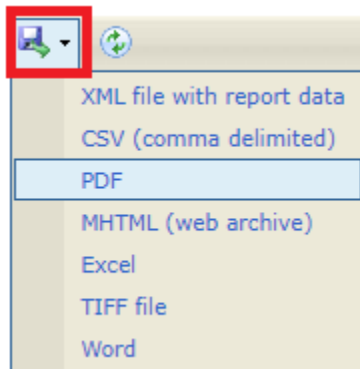 XML file with report data
CSV (comma delimited)
PDF
MHTML (web archive)
Excel
TIFF file
Word